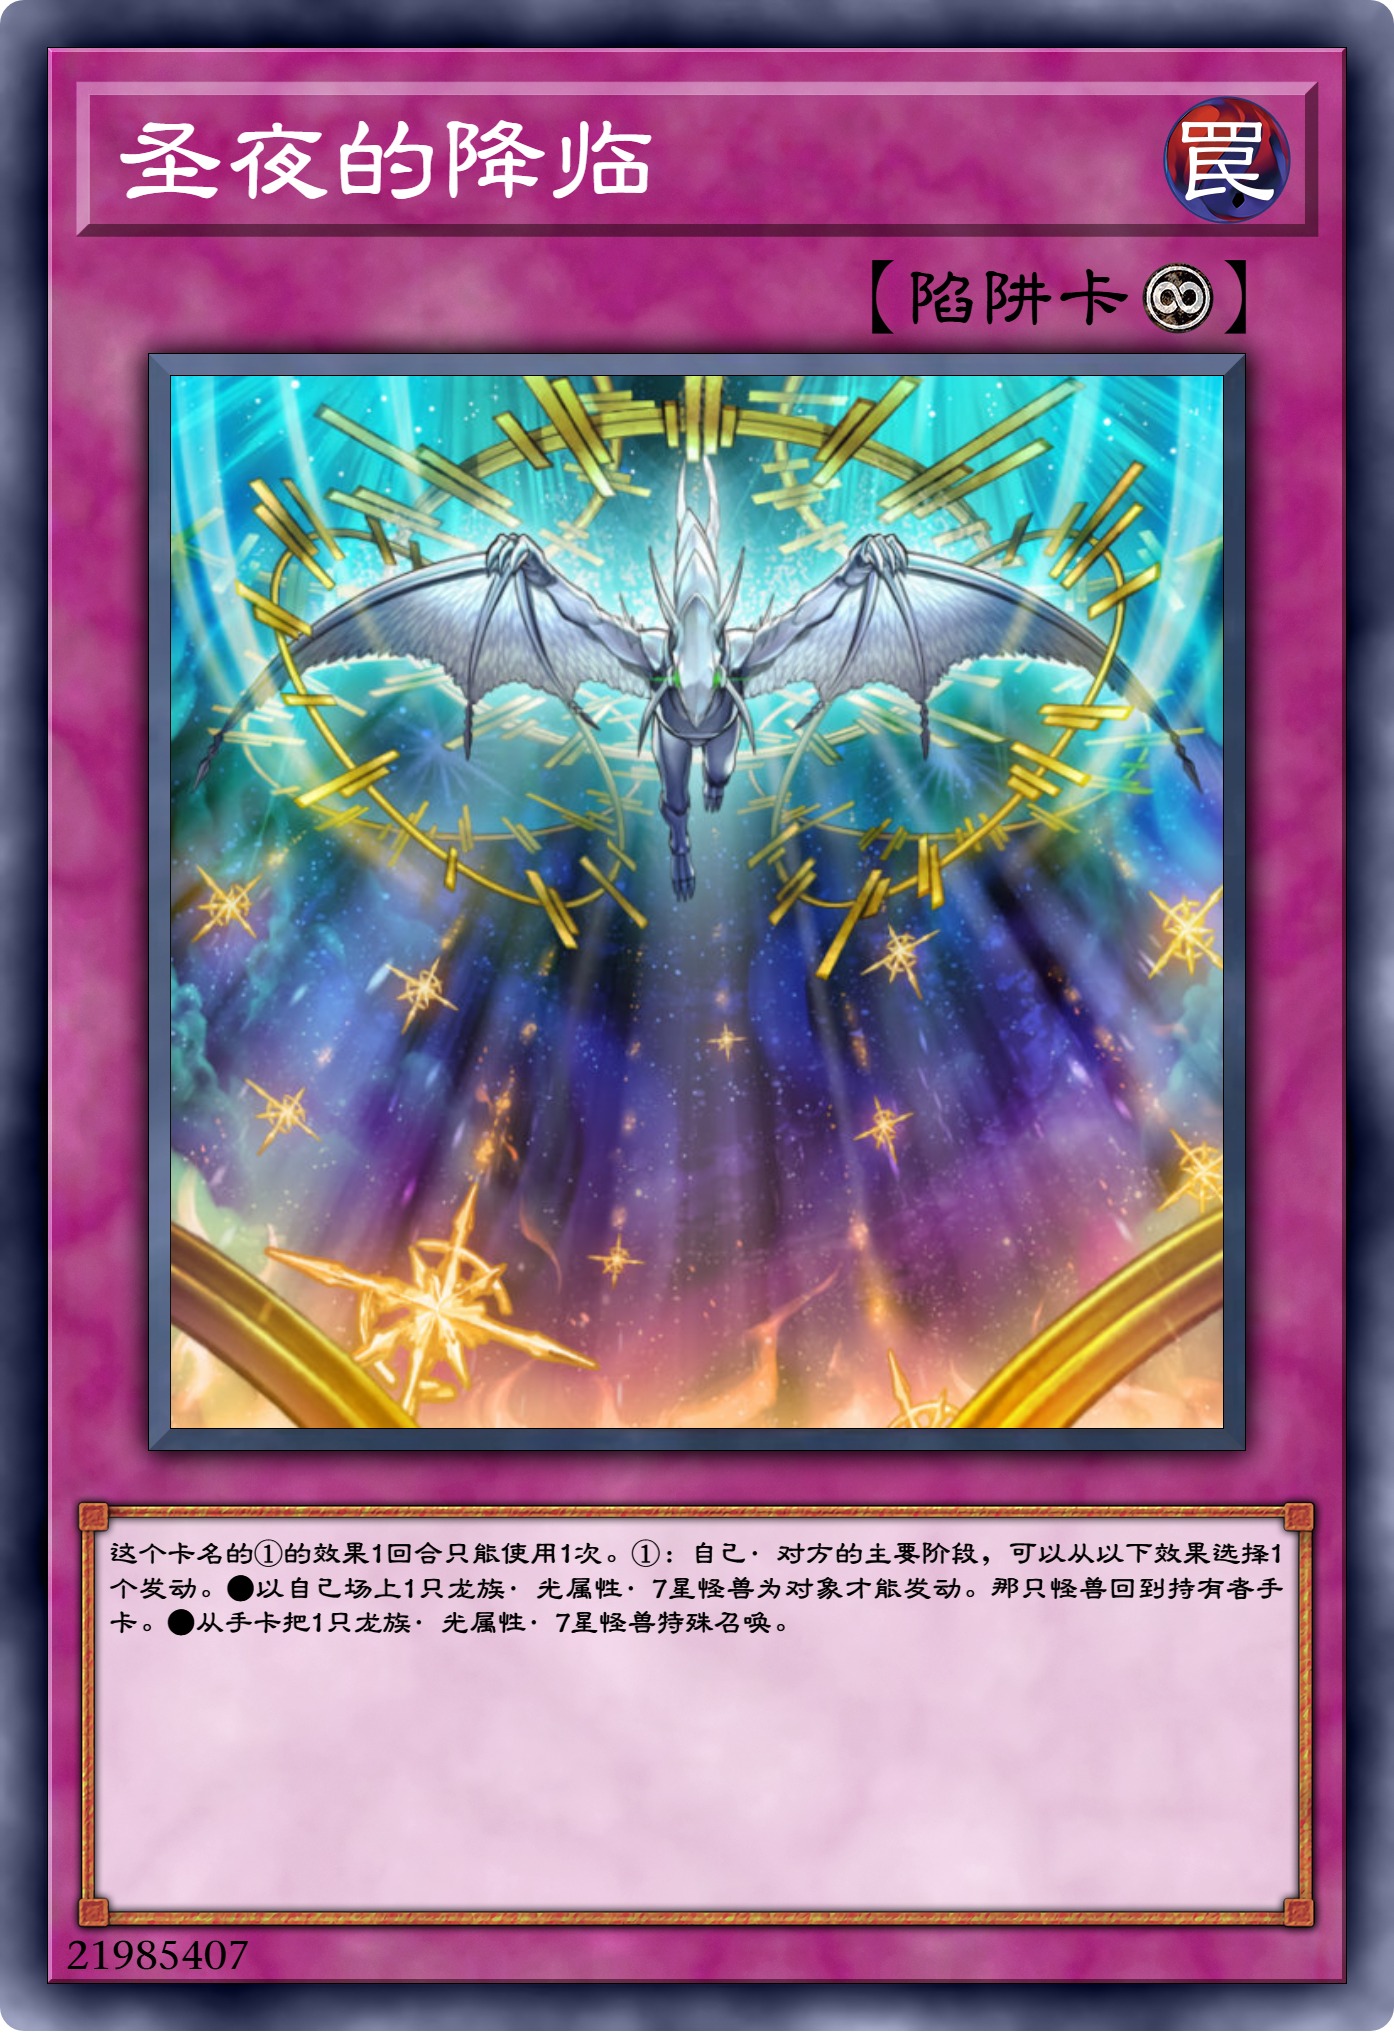 圣夜的降临
罠
【陷阱卡】
这个卡名的①的效果1回合只能使用1次。①：自己·对方的主要阶段，可以从以下效果选择1
个发动。●以自己场上1只龙族·光属性·7星怪兽为对象才能发动。那只怪兽回到持有者手
卡。●从手卡把1只龙族·光属性·7星怪兽特殊召唤。
21985407